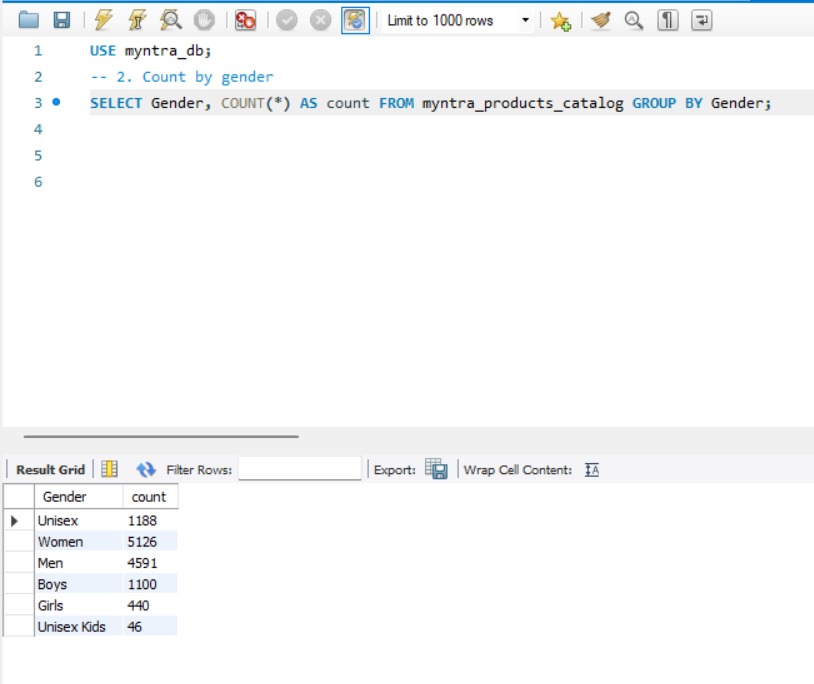 Limit to 1000 rows
1 USE myntra_db;
2 -- 2. Count by gender
3 SELECT Gender, COUNT(*) AS count FROM myntra_products_catalog GROUP BY Gender;
4
5
6
Result Grid Filter Rows: Export: Wrap Cell Content:
Gender count
Unisex 1188
Women 5126
Men 4591
Boys 1100
Girls 440
Unisex Kids 46